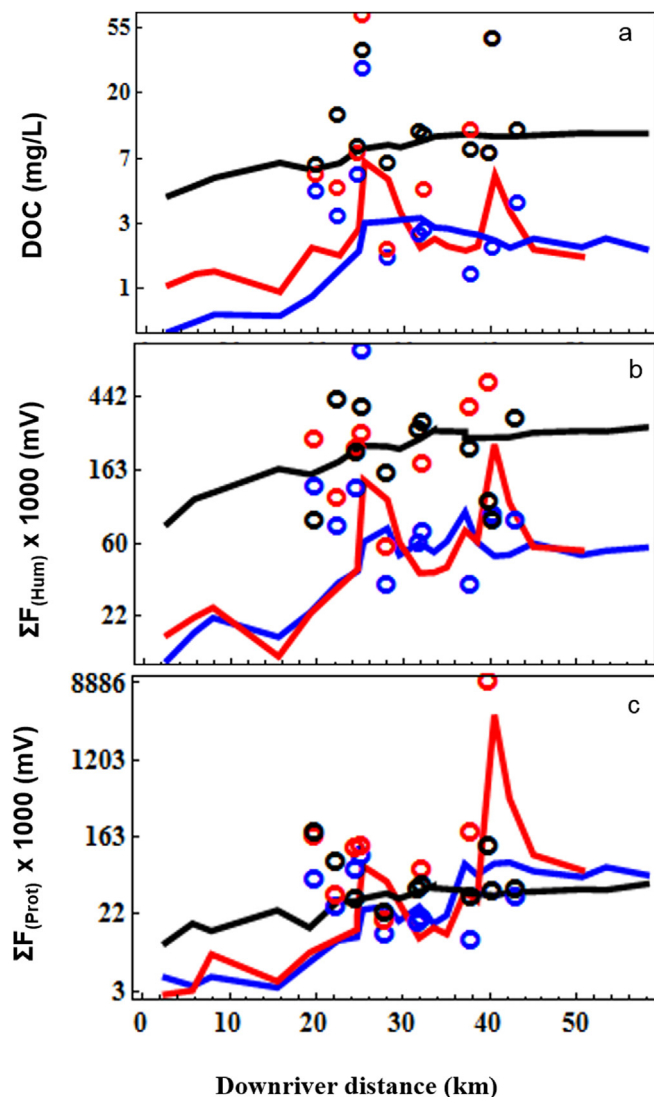 a
55
20
7
3
1
DOC (mg/L)
b
442
163
60
22
ΣF(Hum) x 1000 (mV)
c
8886
1203
163
22
3
ΣF(Prot) x 1000 (mV)
0 10 20 30 40 50
Downriver distance (km)